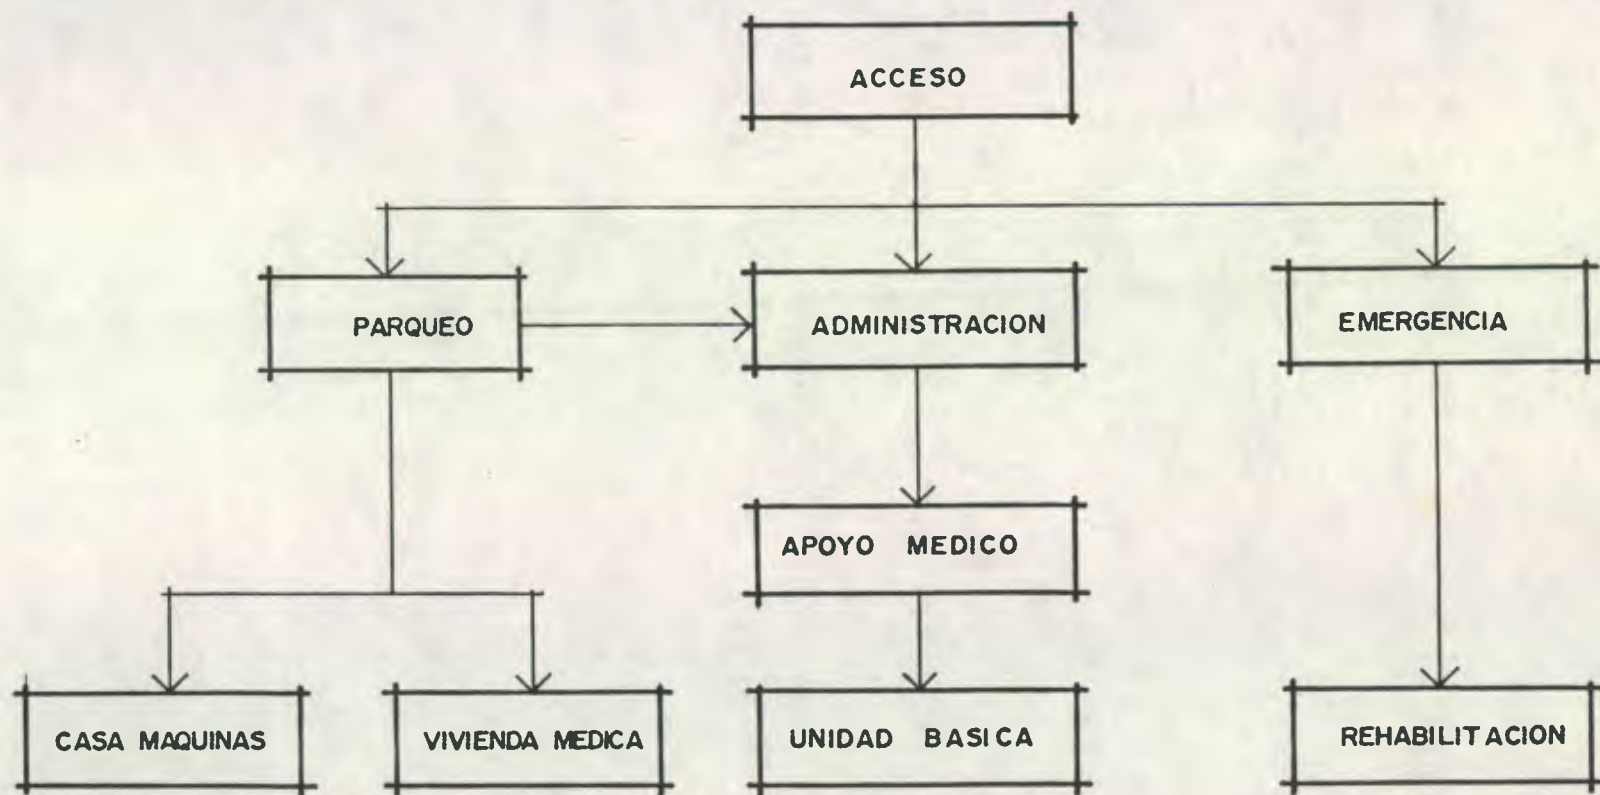 ACCESO
PARQUEO
ADMINISTRACION
EMERGENCIA
APOYO MEDICO
CASA MAQUINAS
VIVIENDA MEDICA
UNIDAD BASICA
REHABILITACION